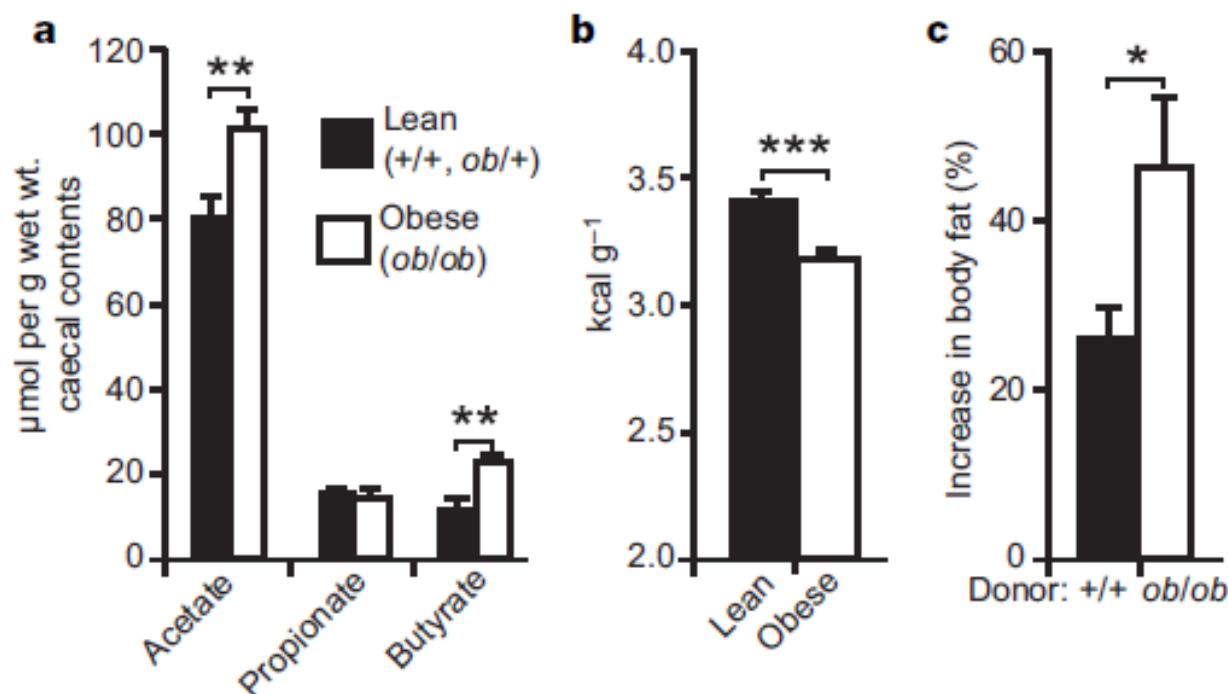 a
µmol per g wet wt.
caecal contents
120
100
80
60
40
20
0
**
**
Lean
(+/+, ob/+)
Obese
(ob/ob)
Acetate
Propionate
Butyrate
b
kcal g⁻¹
4.0
3.5
3.0
2.5
2.0
***
Lean
Obese
c
Increase in body fat (%)
60
40
20
0
*
Donor: +/+ ob/ob